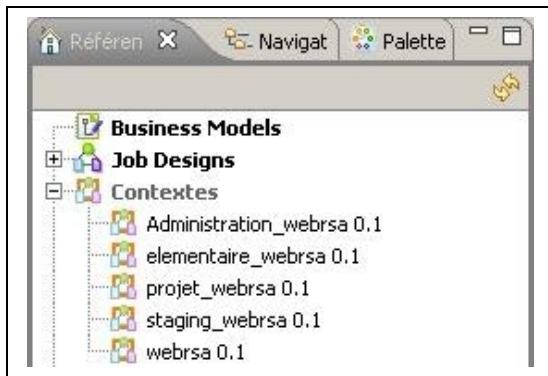 Référen Navigat Palette
Business Models
Job Designs
Contextes
Administration_webrsa 0.1
elementaire_webrsa 0.1
projet_webrsa 0.1
staging_webrsa 0.1
webrsa 0.1